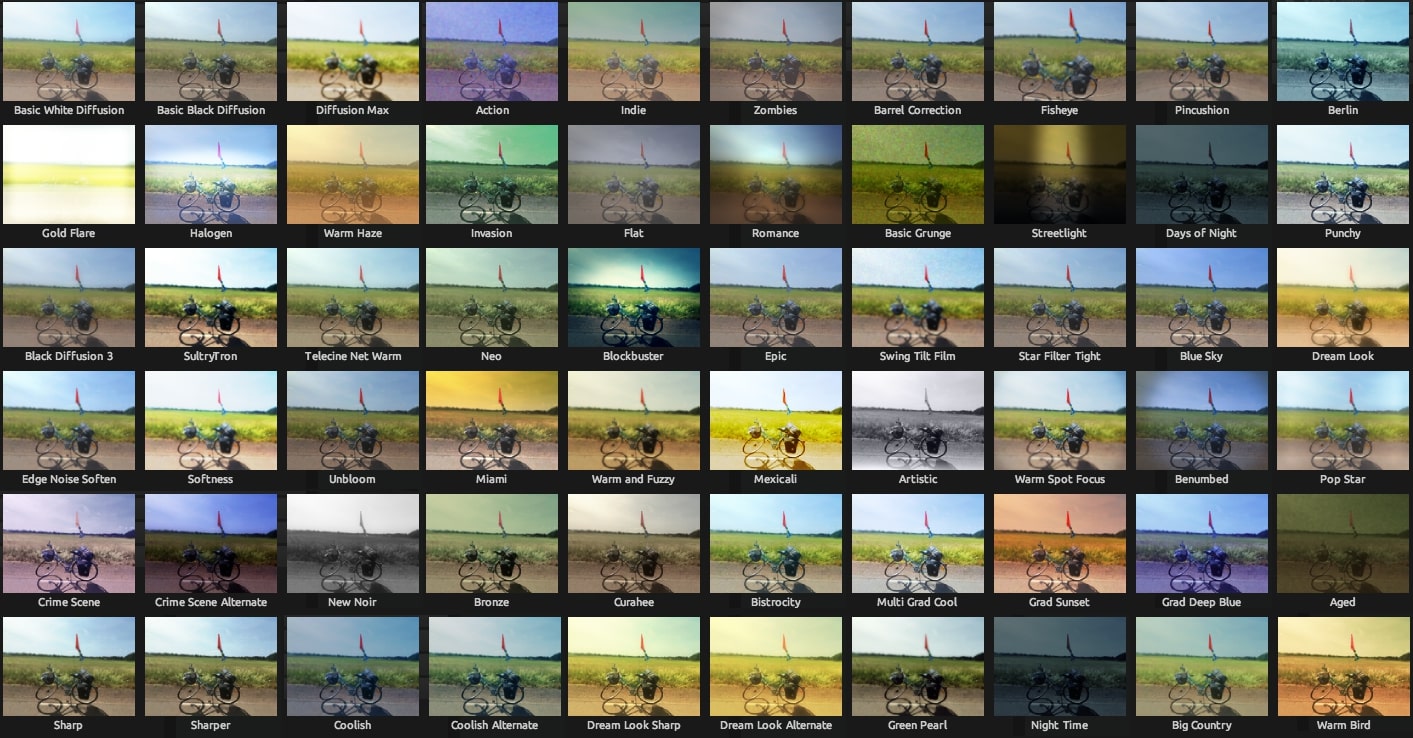 Basic White Diffusion
Basic Black Diffusion
Diffusion Max
Action
Indie
Zombies
Barrel Correction
Fisheye
Pincushion
Berlin
Gold Flare
Halogen
Warm Haze
Invasion
Flat
Romance
Basic Grunge
Streetlight
Days of Night
Punchy
Black Diffusion 3
SultryTron
Telecine Net Warm
Neo
Blockbuster
Epic
Swing Tilt Film
Star Filter Tight
Blue Sky
Dream Look
Edge Noise Soften
Softness
Unbloom
Miami
Warm and Fuzzy
Mexicali
Artistic
Warm Spot Focus
Benumbed
Pop Star
Crime Scene
Crime Scene Alternate
New Noir
Bronze
Curahee
Bistrocity
Multi Grad Cool
Grad Sunset
Grad Deep Blue
Aged
Sharp
Sharper
Coolish
Coolish Alternate
Dream Look Sharp
Dream Look Alternate
Green Pearl
Night Time
Big Country
Warm Bird